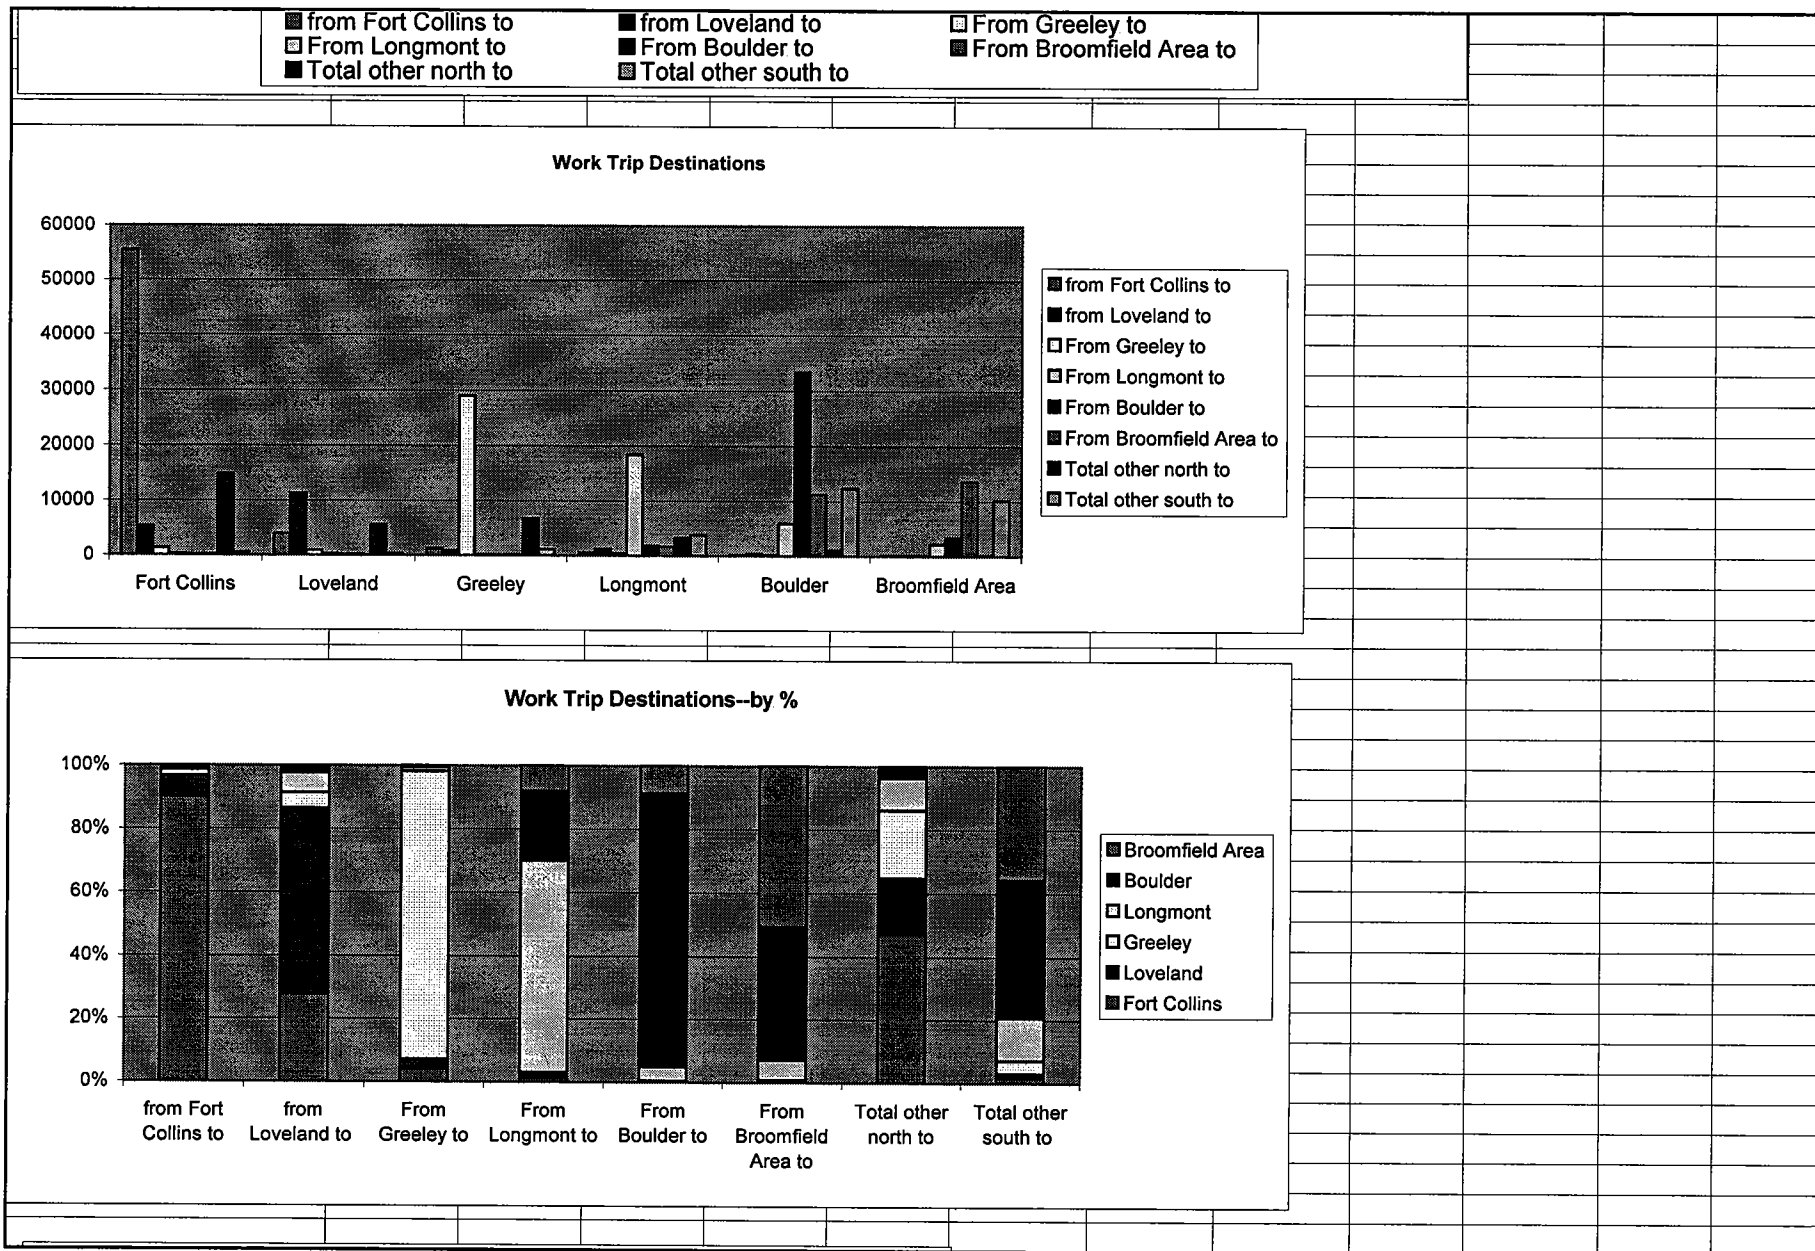 from Fort Collins to from Loveland to From Greeley to
From Longmont to From Boulder to From Broomfield Area to
Total other north to Total other south to
Work Trip Destinations
60000
50000
40000
30000
20000
10000
0
Fort Collins Loveland Greeley Longmont Boulder Broomfield Area
from Fort Collins to
from Loveland to
From Greeley to
From Longmont to
From Boulder to
From Broomfield Area to
Total other north to
Total other south to
Work Trip Destinations--by %
100%
80%
60%
40%
20%
0%
from Fort from From From From From Total other Total other
Collins to Loveland to Greeley to Longmont to Boulder to Broomfield north to south to
Area to
Broomfield Area
Boulder
Longmont
Greeley
Loveland
Fort Collins